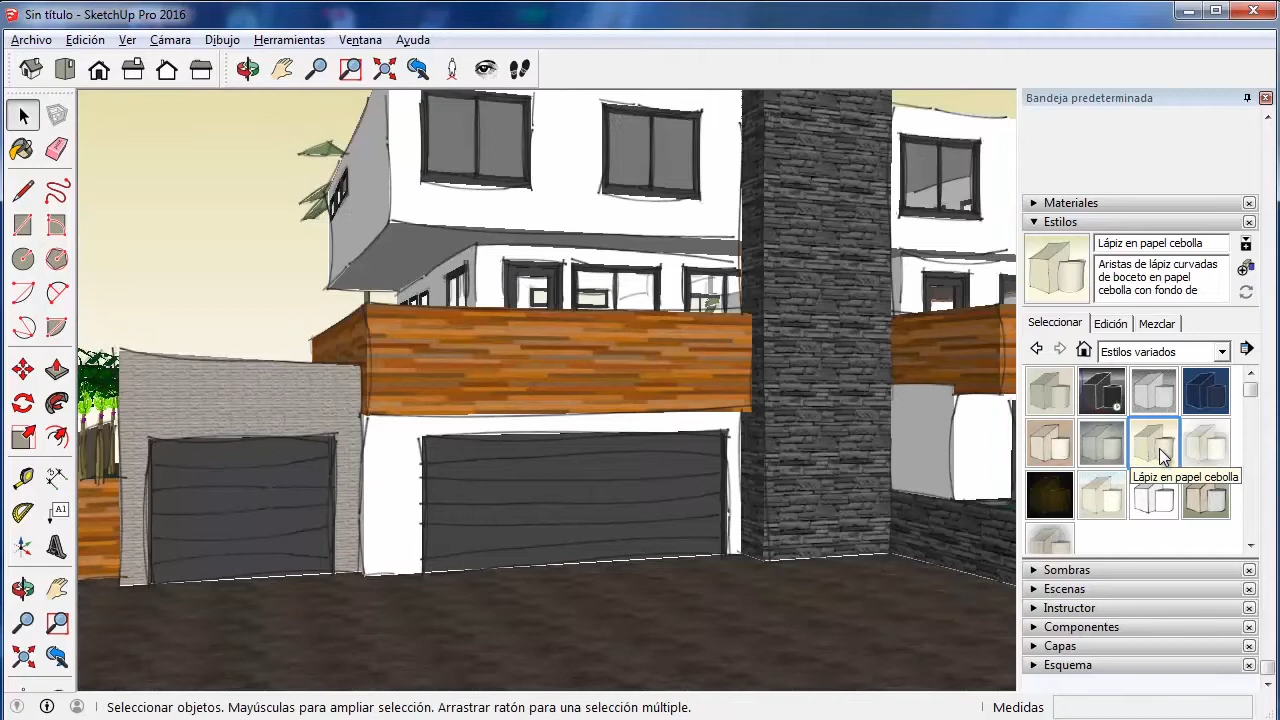 Sin título - SketchUp Pro 2016
Archivo Edición Ver Cámara Dibujo Herramientas Ventana Ayuda
Bandeja predeterminada
Materiales
Estilos
Lápiz en papel cebolla
Aristas de lápiz curvadas
de boceto en papel
cebolla con fondo de
Seleccionar Edición Mezclar
Estilos variados
Lápiz en papel cebolla
A1
Sombras
Escenas
Instructor
Componentes
Capas
Esquema
Seleccionar objetos. Mayúsculas para ampliar selección. Arrastrar ratón para una selección múltiple.
Medidas